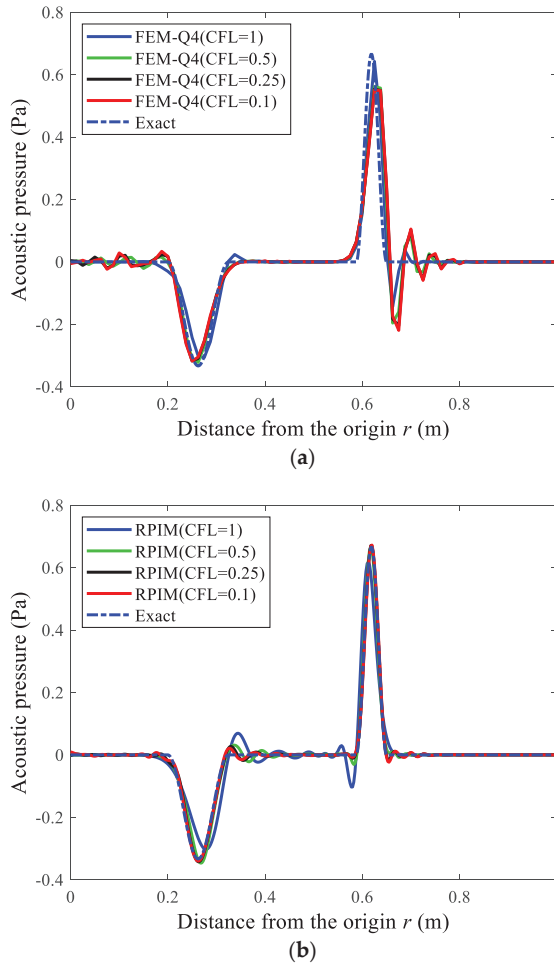 0.8
0.6
0.4
0.2
0
-0.2
-0.4
Acoustic pressure (Pa)
FEM-Q4(CFL=1)
FEM-Q4(CFL=0.5)
FEM-Q4(CFL=0.25)
FEM-Q4(CFL=0.1)
Exact
0 0.2 0.4 0.6 0.8
Distance from the origin r (m)
(a)
0.8
0.6
0.4
0.2
0
-0.2
-0.4
Acoustic pressure (Pa)
RPIM(CFL=1)
RPIM(CFL=0.5)
RPIM(CFL=0.25)
RPIM(CFL=0.1)
Exact
0 0.2 0.4 0.6 0.8
Distance from the origin r (m)
(b)